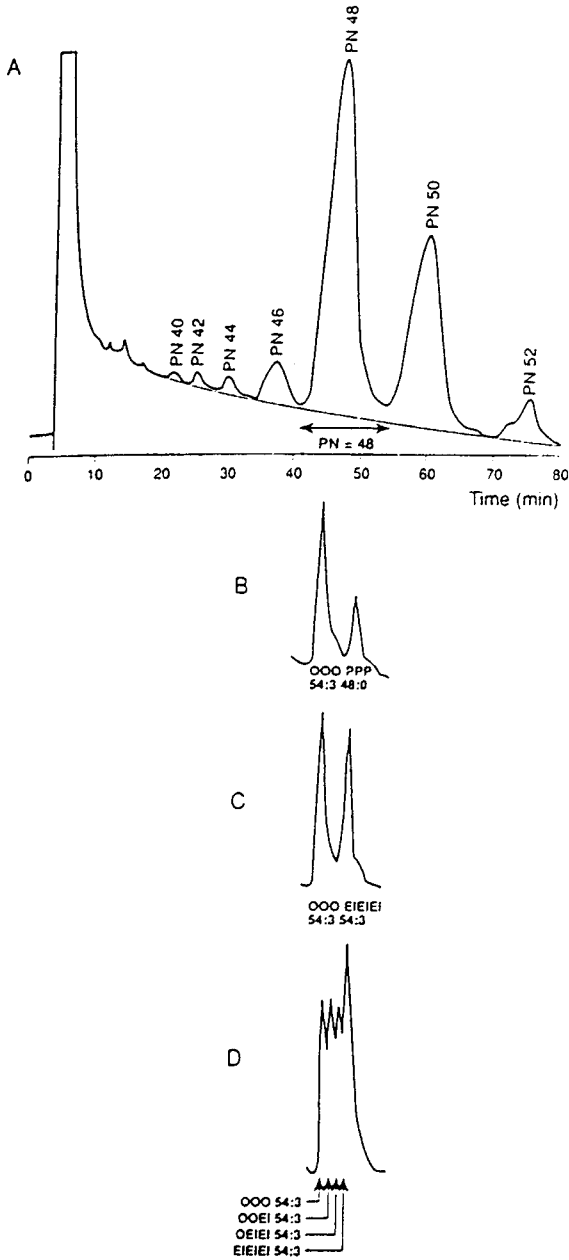 A
PN 40
PN 42
PN 44
PN 46
PN 48
PN 50
PN 52
PN = 48
0 10 20 30 40 50 60 70 80
Time (min)
B
OOO PPP
54:3 48:0
C
OOO ElElEl
54:3 54:3
D
OOO 54:3
OOEl 54:3
OElEl 54:3
ElElEl 54:3